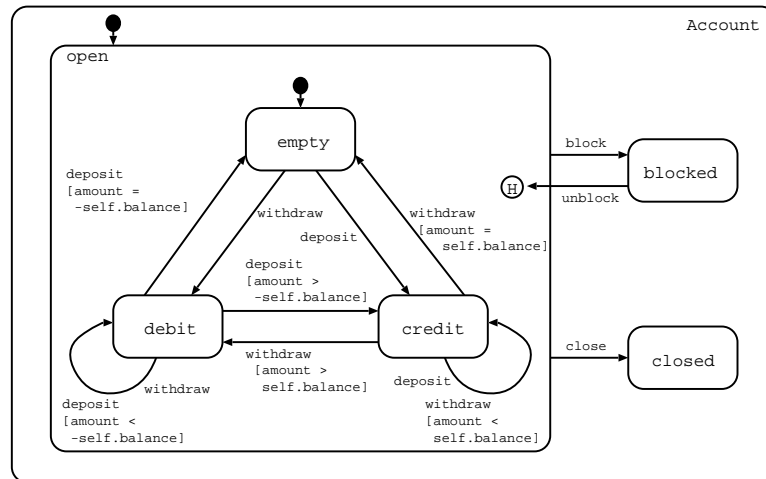 Account
open
empty
block
blocked
H
unblock
deposit
[amount =
-self.balance]
withdraw
deposit
withdraw
[amount =
self.balance]
deposit
[amount >
-self.balance]
debit
credit
withdraw
[amount >
self.balance]
close
closed
withdraw
deposit
deposit
[amount <
-self.balance]
withdraw
[amount <
self.balance]